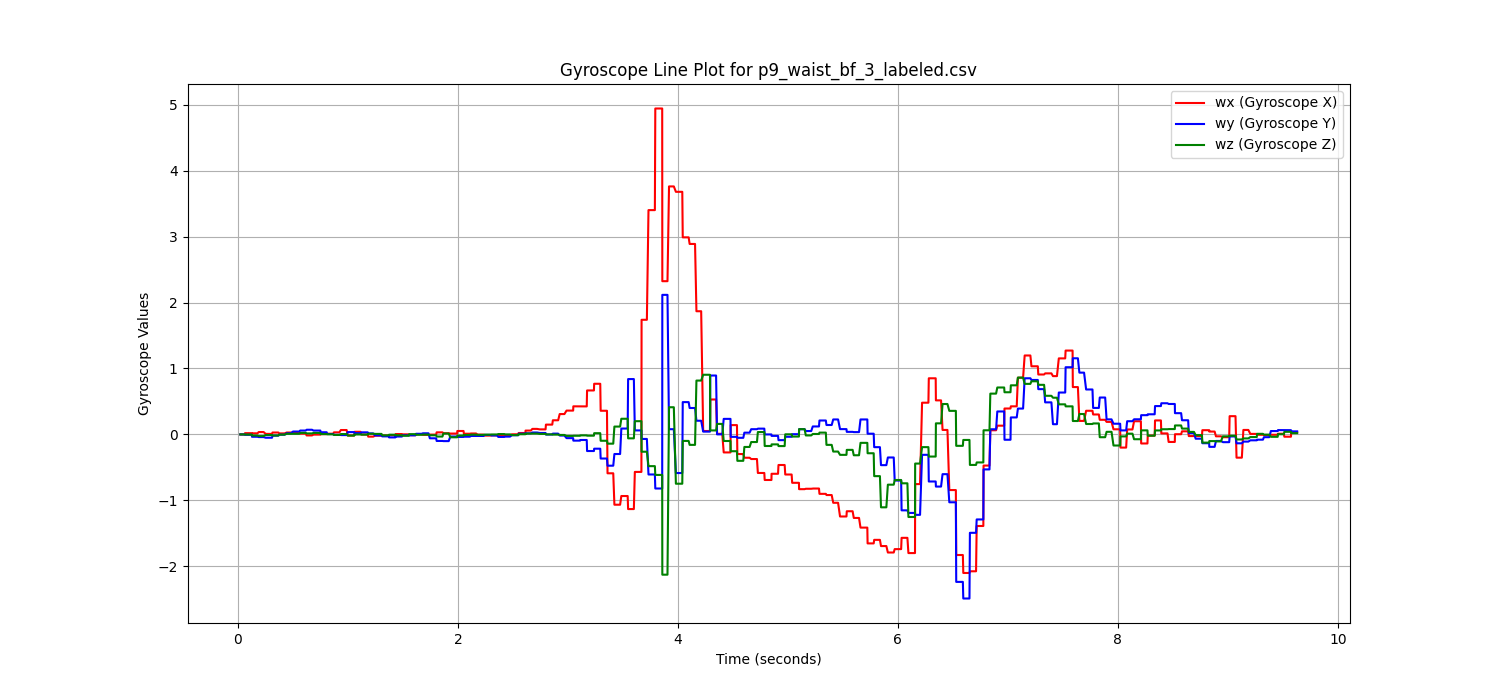 Gyroscope Line Plot for p9_waist_bf_3_labeled.csv
wx (Gyroscope X)
wy (Gyroscope Y)
wz (Gyroscope Z)
Gyroscope Values
5
4
3
2
1
0
−1
−2
0 2 4 6 8 10
Time (seconds)